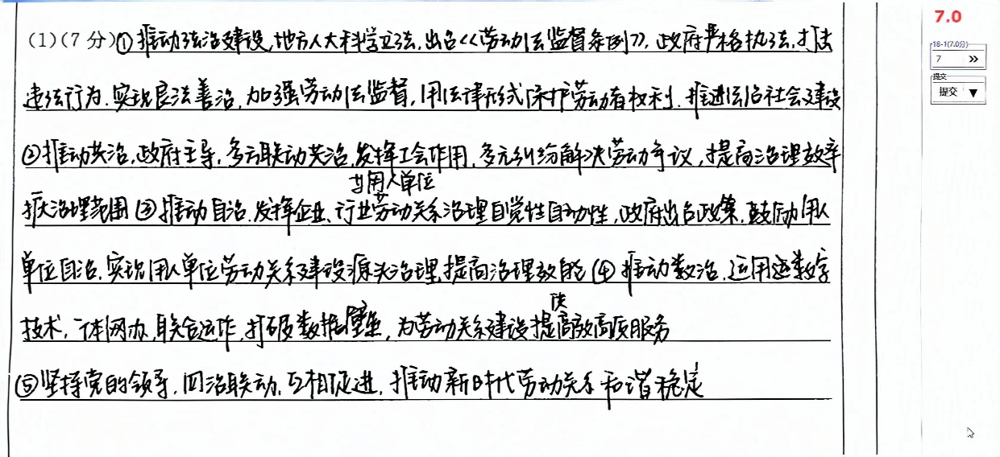 7.0
18-1(7.0分)
7 »
提交
提交 ▼
(1)(7分)①推动法治建设,地方人大科学立法,出台《劳动法监督条例》,政府严格执法,打击
违法行为,实现良法善治,加强劳动法监督,用法律形式保护劳动者权利,推进法治社会建设
②推动共治,政府主导,多方联动共治,发挥工会作用,多元纠纷解决劳动争议,提高治理效率
与用人单位
扩大治理范围③推动自治,发挥企业、行业劳动关系治理自觉性自动性,政府出台政策,鼓励用人
单位自治,实现用人单位劳动关系建设源头治理,提高治理效能④推动数治,运用数字
供
技术,一体网办,联合运作,打破数据壁垒,为劳动关系建设提高效高质服务
⑤坚持党的领导,四治联动,互相促进,推动新时代劳动关系和谐稳定